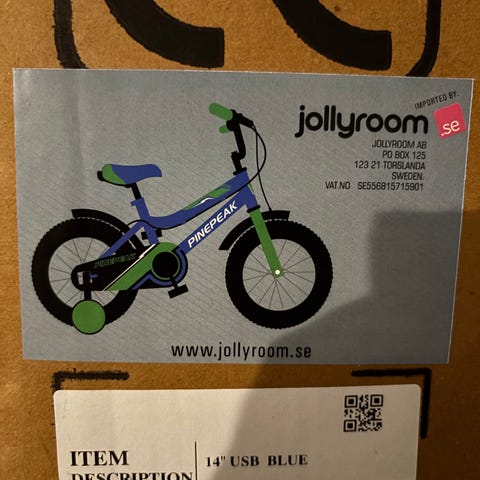 IMPORTED BY:
jollyroom .se
JOLLYROOM AB
PO BOX 125
123 21 TORSLANDA
SWEDEN.
VAT.NO SE556815715901
PINEPEAK
PINEPEAK
www.jollyroom.se
ITEM
DESCRIPTION
14" USB BLUE